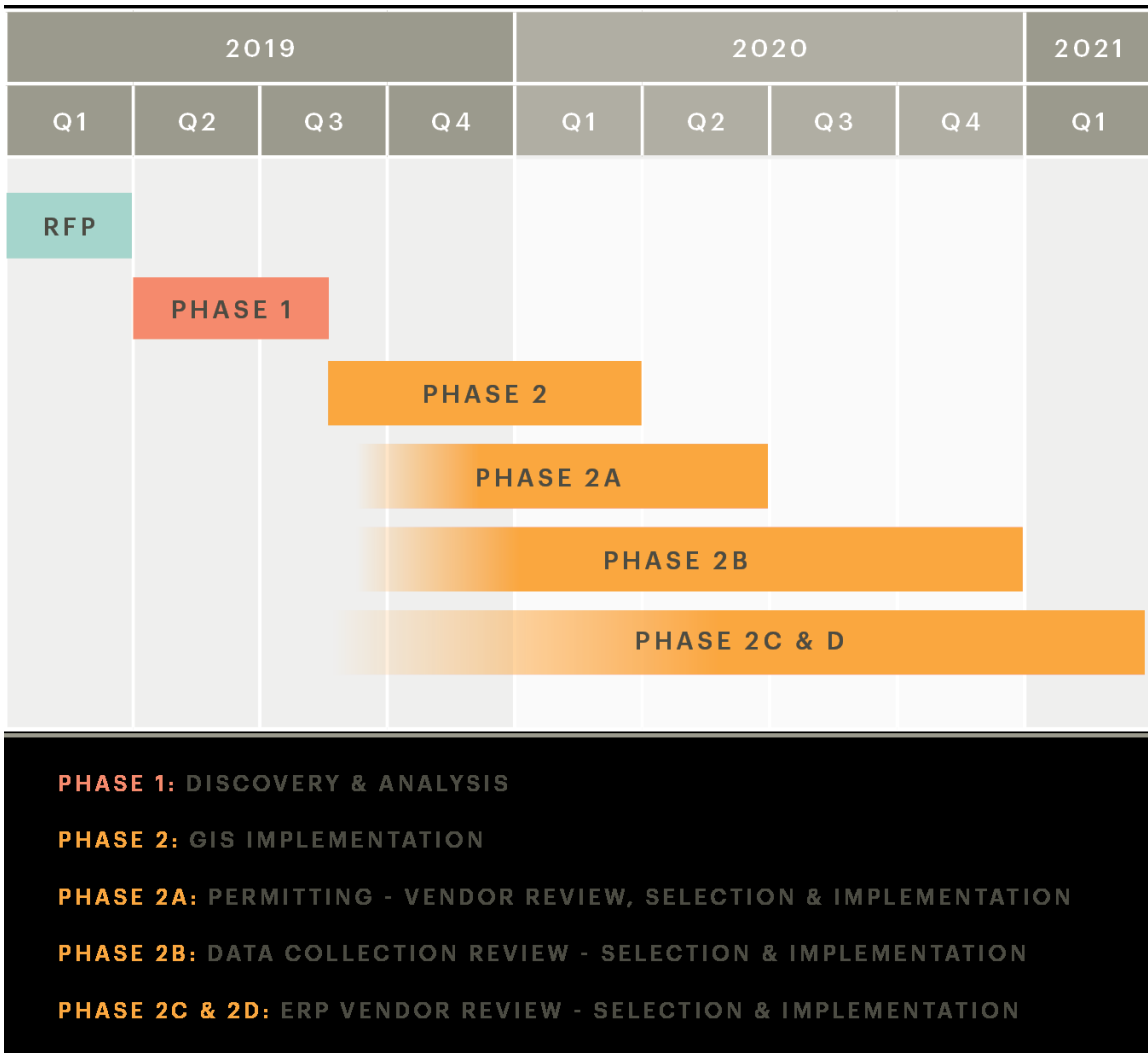 2019 2020 2021
Q1 Q2 Q3 Q4 Q1 Q2 Q3 Q4 Q1
RFP
PHASE 1
PHASE 2
PHASE 2A
PHASE 2B
PHASE 2C & D
PHASE 1: DISCOVERY & ANALYSIS
PHASE 2: GIS IMPLEMENTATION
PHASE 2A: PERMITTING - VENDOR REVIEW, SELECTION & IMPLEMENTATION
PHASE 2B: DATA COLLECTION REVIEW - SELECTION & IMPLEMENTATION
PHASE 2C & 2D: ERP VENDOR REVIEW - SELECTION & IMPLEMENTATION